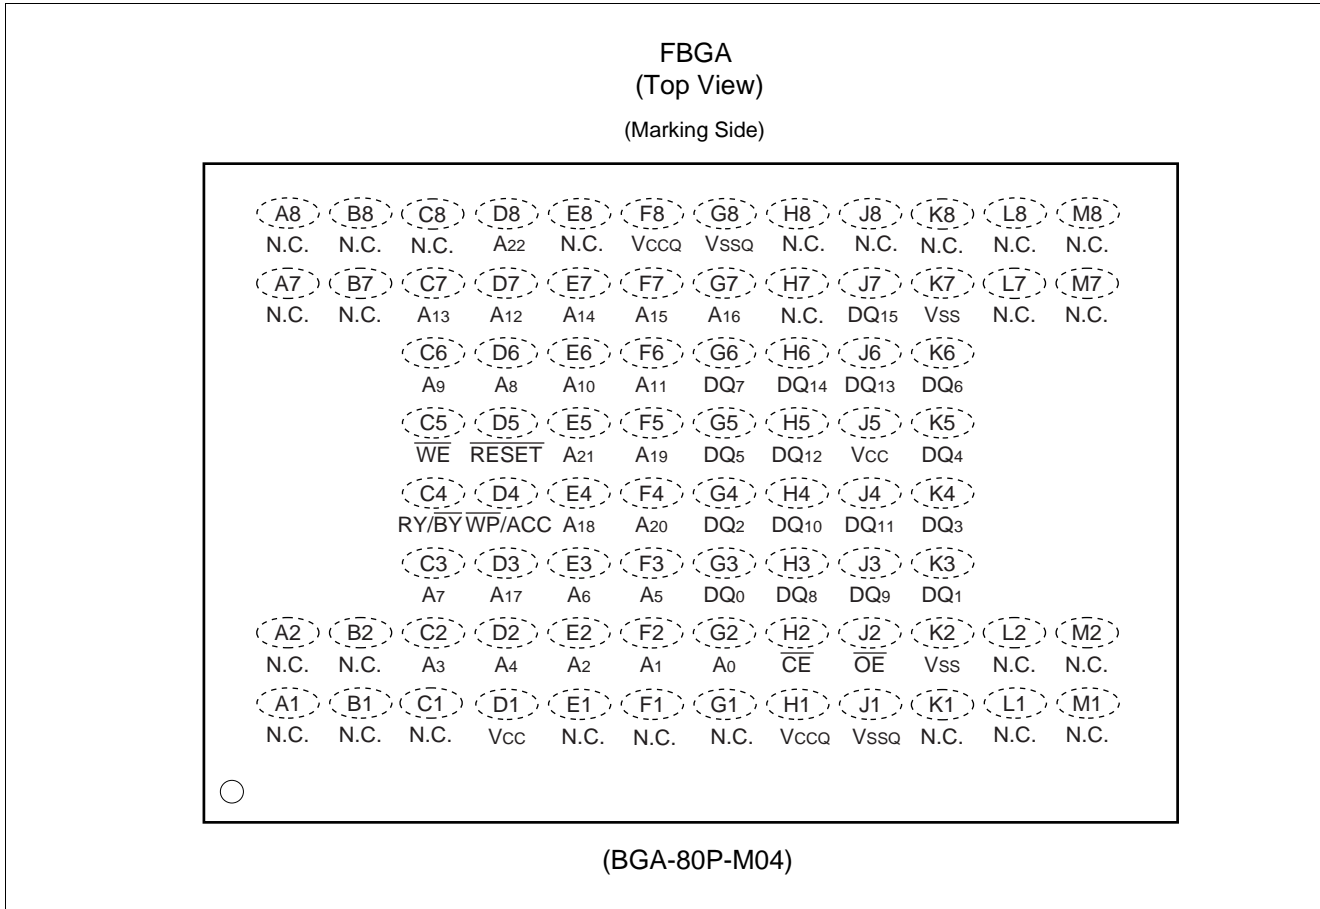 FBGA
(Top View)
(Marking Side)
A8 B8 C8 D8 E8 F8 G8 H8 J8 K8 L8 M8
N.C. N.C. N.C. A22 N.C. VCCQ VSSQ N.C. N.C. N.C. N.C. N.C.
A7 B7 C7 D7 E7 F7 G7 H7 J7 K7 L7 M7
N.C. N.C. A13 A12 A14 A15 A16 N.C. DQ15 VSS N.C. N.C.
C6 D6 E6 F6 G6 H6 J6 K6
A9 A8 A10 A11 DQ7 DQ14 DQ13 DQ6
C5 D5 E5 F5 G5 H5 J5 K5
WE RESET A21 A19 DQ5 DQ12 VCC DQ4
C4 D4 E4 F4 G4 H4 J4 K4
RY/BY WP/ACC A18 A20 DQ2 DQ10 DQ11 DQ3
C3 D3 E3 F3 G3 H3 J3 K3
A7 A17 A6 A5 DQ0 DQ8 DQ9 DQ1
A2 B2 C2 D2 E2 F2 G2 H2 J2 K2 L2 M2
N.C. N.C. A3 A4 A2 A1 A0 CE OE VSS N.C. N.C.
A1 B1 C1 D1 E1 F1 G1 H1 J1 K1 L1 M1
N.C. N.C. N.C. VCC N.C. N.C. N.C. VCCQ VSSQ N.C. N.C. N.C.
(BGA-80P-M04)